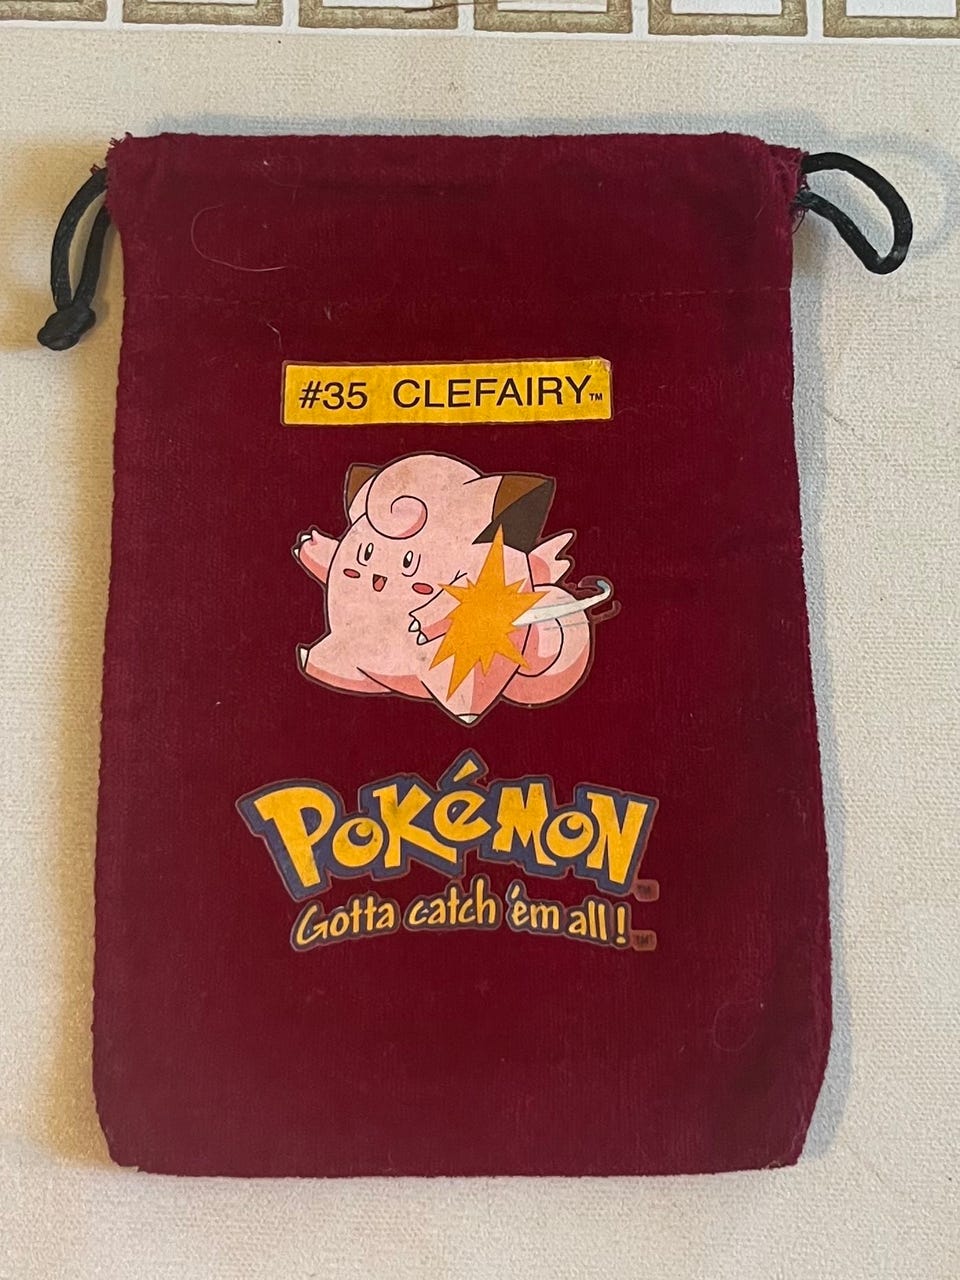 #35 CLEFAIRY™
POKéMON™
Gotta catch 'em all!™